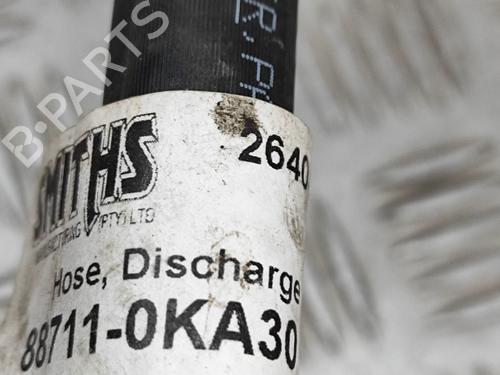 B-PARTS
2640
SMITHS
(PTY) LTD
Hose, Discharge
88711-0KA30